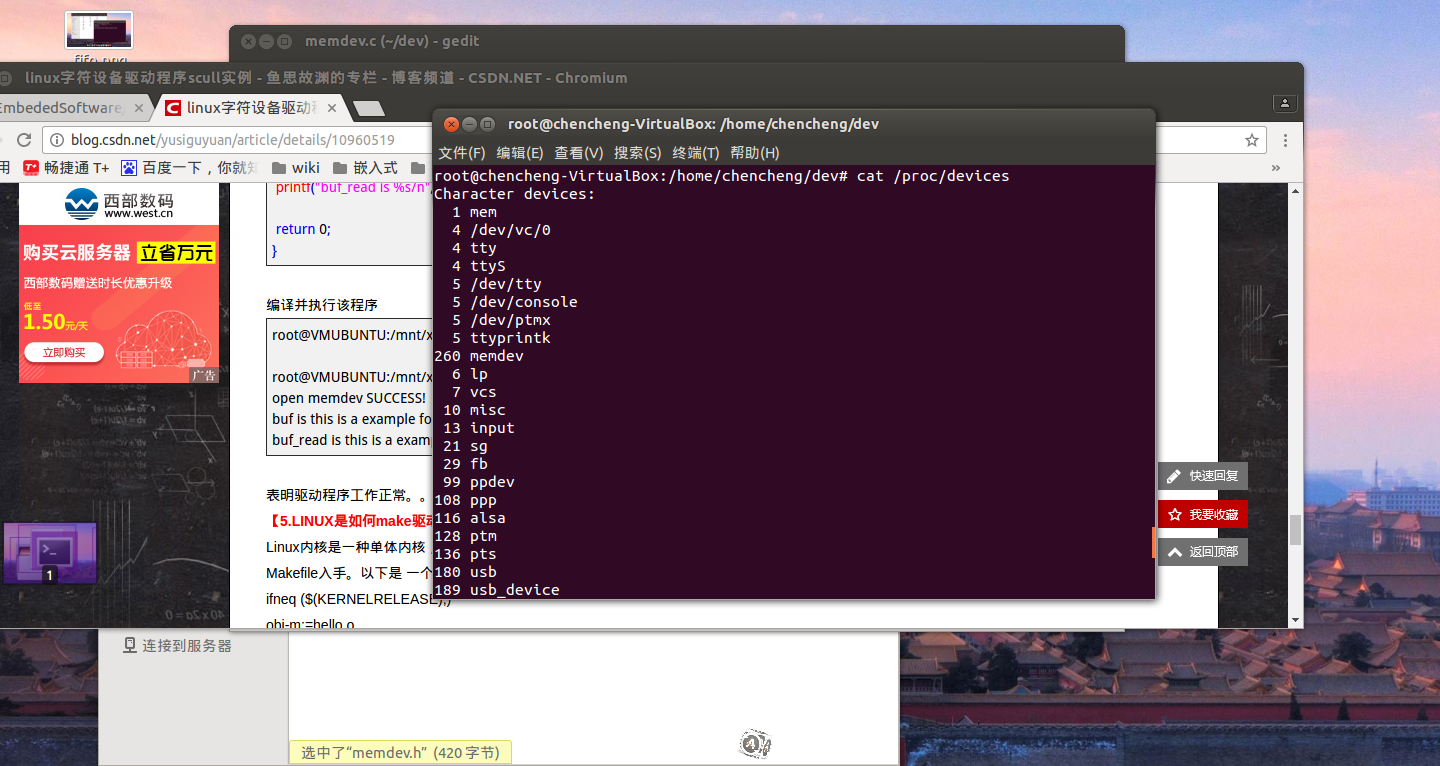 fifo.png
memdev.c (~/dev) - gedit
linux字符设备驱动程序scull实例 - 鱼思故渊的专栏 - 博客频道 - CSDN.NET - Chromium
EmbededSoftware
linux字符设备驱动程
blog.csdn.net/yusiguyuan/article/details/10960519
用 畅捷通 T+ 百度一下，你就知 wiki 嵌入式 »
西部数码
www.west.cn
购买云服务器 立省万元
西部数码赠送时长优惠升级
低至
1.50元/天
立即购买
广告
printf("buf_read is %s/n"
return 0;
}
编译并执行该程序
root@VMUBUNTU:/mnt/x
root@VMUBUNTU:/mnt/x
open memdev SUCCESS!
buf is this is a example fo
buf_read is this is a exam
表明驱动程序工作正常。。
【5.LINUX是如何make驱动
Linux内核是一种单体内核
Makefile入手。以下是 一个
ifneq ($(KERNELRELEASE),)
obj-m:=hello.o
root@chencheng-VirtualBox: /home/chencheng/dev
文件(F) 编辑(E) 查看(V) 搜索(S) 终端(T) 帮助(H)
root@chencheng-VirtualBox:/home/chencheng/dev# cat /proc/devices
Character devices:
1 mem
4 /dev/vc/0
4 tty
4 ttyS
5 /dev/tty
5 /dev/console
5 /dev/ptmx
5 ttyprintk
260 memdev
6 lp
7 vcs
10 misc
13 input
21 sg
29 fb
99 ppdev
108 ppp
116 alsa
128 ptm
136 pts
180 usb
189 usb_device
快速回复
我要收藏
返回顶部
1
连接到服务器
选中了“memdev.h” (420 字节)